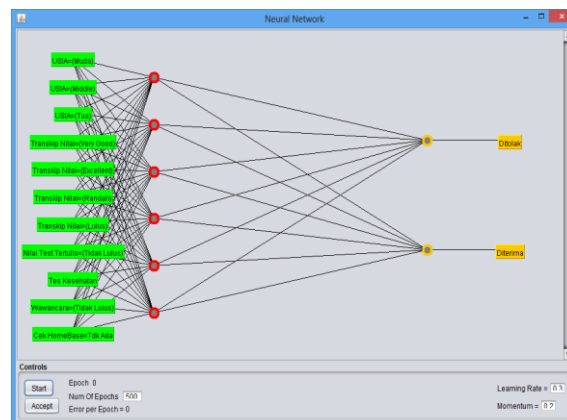 Neural Network
USIA=(Muda)
USIA=(Middle)
USIA=(Tua)
Transkip Nilai=(Very Good)
Transkip Nilai=(Excellent)
Transkip Nilai=(Randah)
Transkip Nilai=(Lulus)
Nilai Test Tertulis=(Tidak Lulus)
Tes Kesehatan
Wawancara=(Tidak Lulus)
Cek HomeBase=Tdk Ada
Ditolak
Diterima
Controls
Start
Accept
Epoch 0
Num Of Epochs 500
Error per Epoch = 0
Learning Rate = 0.3
Momentum = 0.2